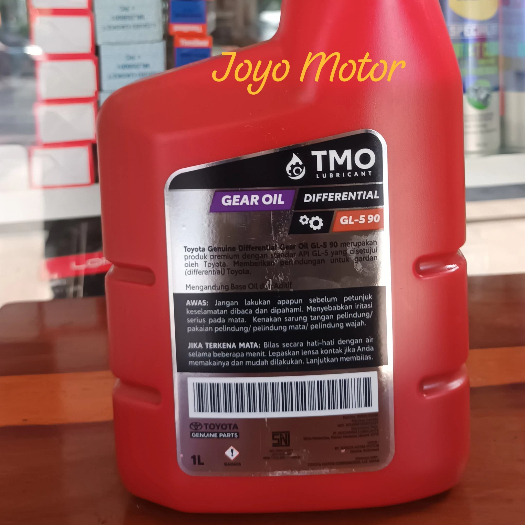 Joyo Motor
TMO
LUBRICANT
GEAR OIL
DIFFERENTIAL
GL-5 90
Toyota Genuine Differential Gear Oil GL-5 90 merupakan
produk premium dengan standar API GL-5 yang disetujui
oleh Toyota. Memberikan perlindungan untuk gardan
(differential) Toyota.
Mengandung Base Oil dan Aditif
AWAS: Jangan lakukan apapun sebelum petunjuk
keselamatan dibaca dan dipahami. Menyebabkan iritasi
serius pada mata. Kenakan sarung tangan pelindung/
pakaian pelindung/ pelindung mata/ pelindung wajah.
JIKA TERKENA MATA: Bilas secara hati-hati dengan air
selama beberapa menit. Lepaskan lensa kontak jika Anda
memakainya dan mudah dilakukan. Lanjutkan membilas.
TOYOTA
GENUINE PARTS
SNI
1L